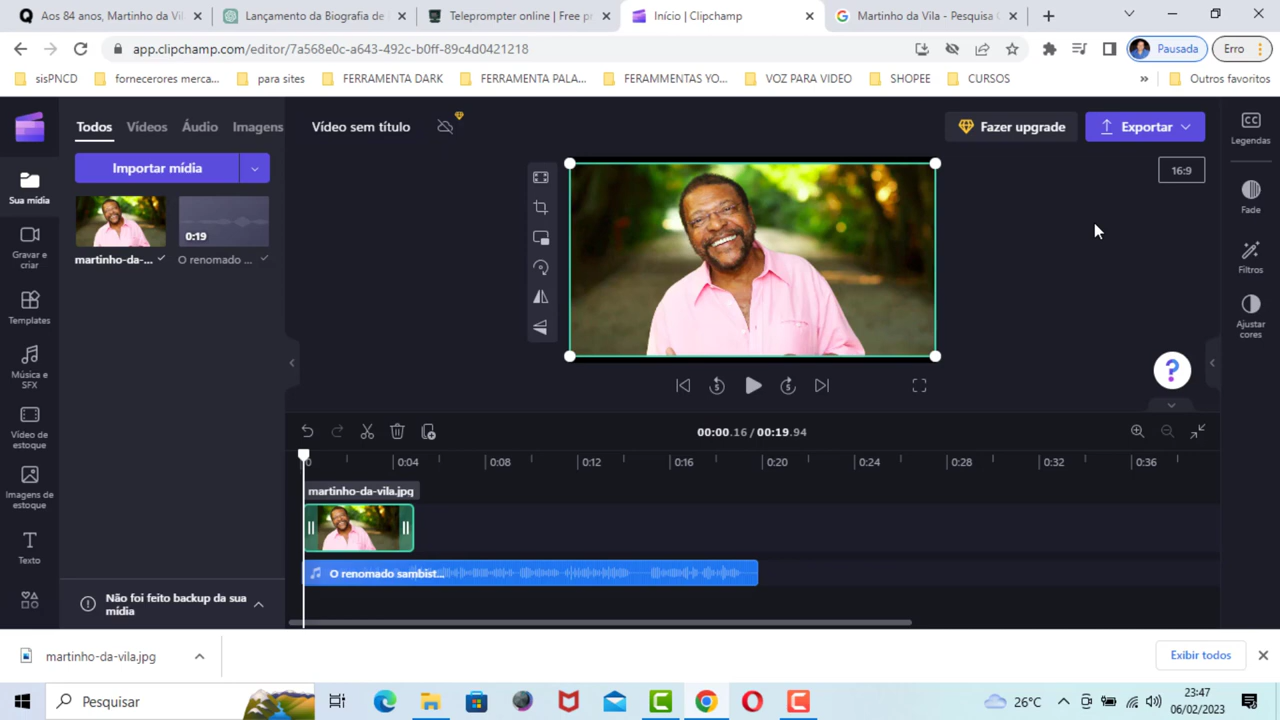 Aos 84 anos, Martinho da Vil
Lançamento da Biografia de
Teleprompter online | Free pr
Início | Clipchamp
Martinho da Vila - Pesquisa
app.clipchamp.com/editor/7a568e0c-a643-492c-b0ff-89c4d0421218
Pausada
Erro
sisPNCD
fornecerores merca...
para sites
FERRAMENTA DARK
FERRAMENTA PALA...
FERAMMENTAS YO...
VOZ PARA VIDEO
SHOPEE
CURSOS
»
Outros favoritos
Todos
Vídeos
Áudio
Imagens
Vídeo sem título
Fazer upgrade
Exportar
CC
Legendas
Importar mídia
16:9
Sua mídia
0:19
martinho-da-...
O renomado ...
Fade
Gravar e
criar
Filtros
Templates
Ajustar
cores
Música e
SFX
?
5
5
Vídeo de
estoque
00:00.16 / 00:19.94
0
0:04
0:08
0:12
0:16
0:20
0:24
0:28
0:32
0:36
Imagens de
estoque
martinho-da-vila.jpg
Texto
O renomado sambist...
Não foi feito backup da sua
mídia
martinho-da-vila.jpg
Exibir todos
Pesquisar
26°C
23:47
06/02/2023